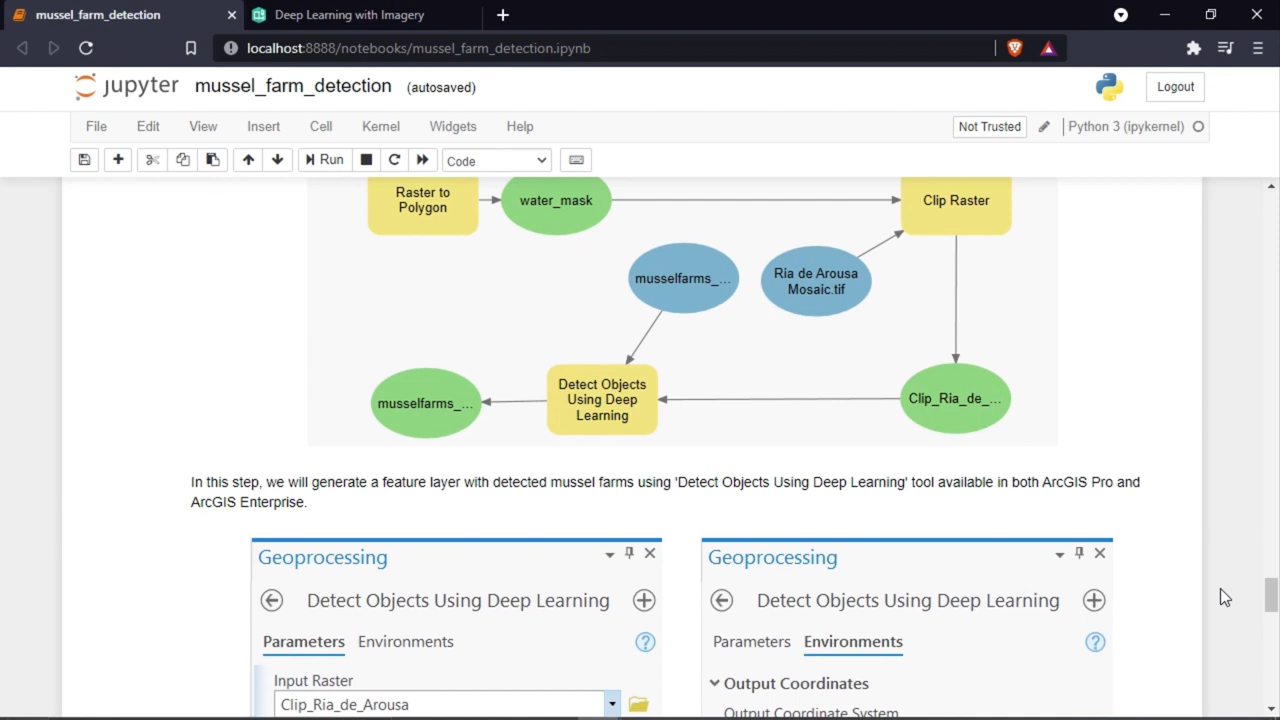 mussel_farm_detection
Deep Learning with Imagery
localhost:8888/notebooks/mussel_farm_detection.ipynb
jupyter mussel_farm_detection (autosaved)
Logout
File Edit View Insert Cell Kernel Widgets Help
Not Trusted
Python 3 (ipykernel)
Run
Code
Raster to
Polygon
water_mask
Clip Raster
musselfarms_...
Ria de Arousa
Mosaic.tif
musselfarms_...
Detect Objects
Using Deep
Learning
Clip_Ria_de_...
In this step, we will generate a feature layer with detected mussel farms using 'Detect Objects Using Deep Learning' tool available in both ArcGIS Pro and
ArcGIS Enterprise.
Geoprocessing
Detect Objects Using Deep Learning
Parameters Environments
Input Raster
Clip_Ria_de_Arousa
Geoprocessing
Detect Objects Using Deep Learning
Parameters Environments
Output Coordinates
Output Coordinate System